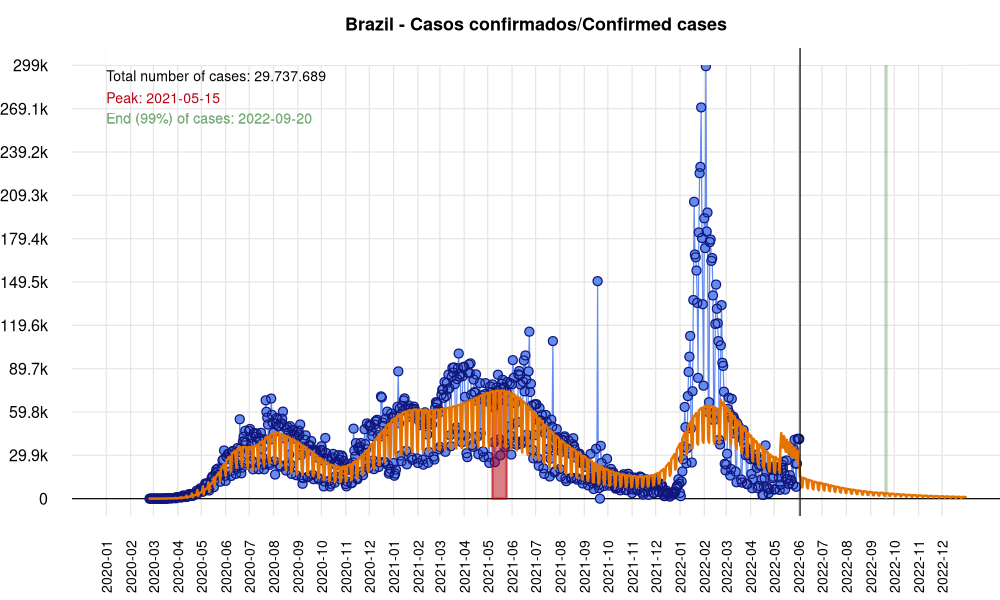 Brazil - Casos confirmados/Confirmed cases
299k
269.1k
239.2k
209.3k
179.4k
149.5k
119.6k
89.7k
59.8k
29.9k
0
Total number of cases: 29.737.689
Peak: 2021-05-15
End (99%) of cases: 2022-09-20
2020-01
2020-02
2020-03
2020-04
2020-05
2020-06
2020-07
2020-08
2020-09
2020-10
2020-11
2020-12
2021-01
2021-02
2021-03
2021-04
2021-05
2021-06
2021-07
2021-08
2021-09
2021-10
2021-11
2021-12
2022-01
2022-02
2022-03
2022-04
2022-05
2022-06
2022-07
2022-08
2022-09
2022-10
2022-11
2022-12